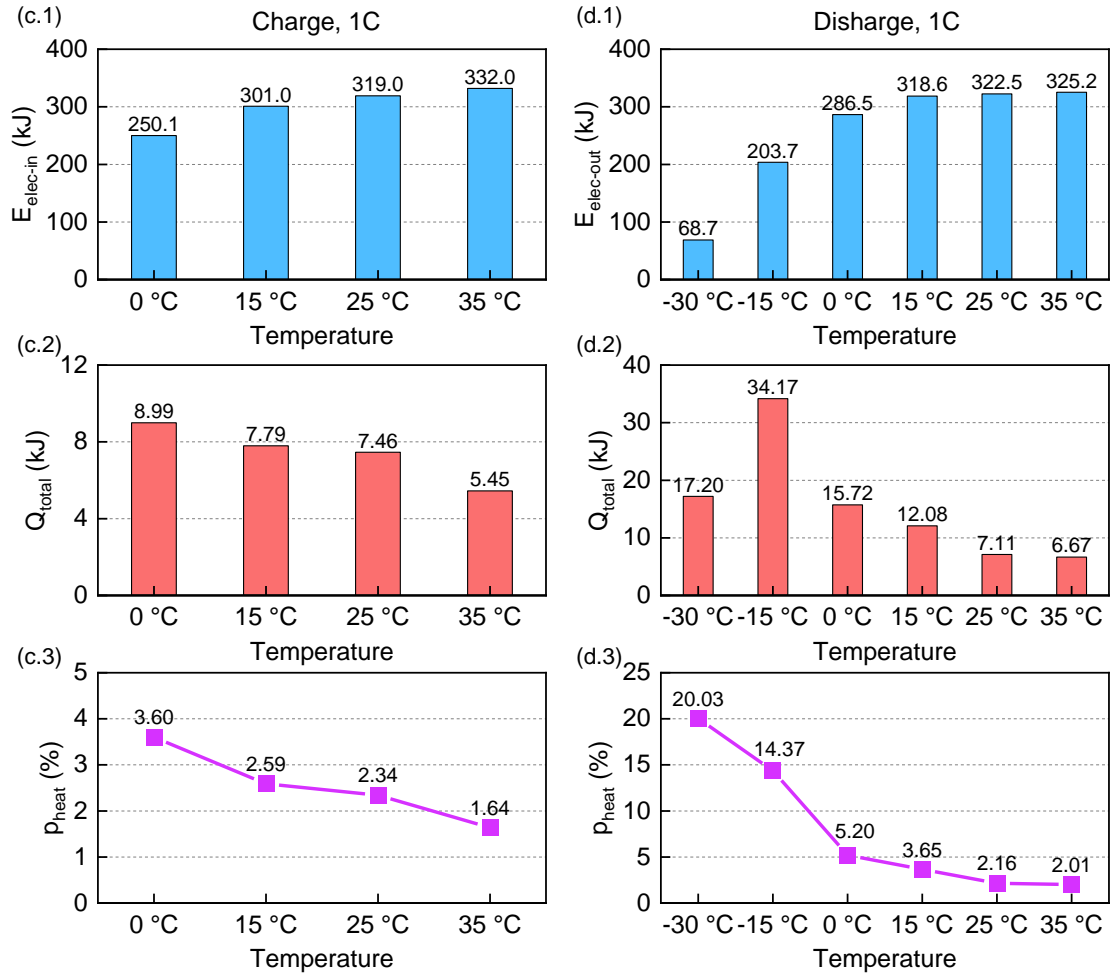 (c.1)
Charge, 1C
E_elec-in (kJ)
400
300
200
100
0
250.1
301.0
319.0
332.0
0 °C
15 °C
25 °C
35 °C
Temperature
(d.1)
Disharge, 1C
E_elec-out (kJ)
400
300
200
100
0
68.7
203.7
286.5
318.6
322.5
325.2
-30 °C
-15 °C
0 °C
15 °C
25 °C
35 °C
Temperature
(c.2)
Q_total (kJ)
12
8
4
0
8.99
7.79
7.46
5.45
0 °C
15 °C
25 °C
35 °C
Temperature
(d.2)
Q_total (kJ)
40
30
20
10
0
17.20
34.17
15.72
12.08
7.11
6.67
-30 °C
-15 °C
0 °C
15 °C
25 °C
35 °C
Temperature
(c.3)
p_heat (%)
5
4
3
2
1
0
3.60
2.59
2.34
1.64
0 °C
15 °C
25 °C
35 °C
Temperature
(d.3)
p_heat (%)
25
20
15
10
5
0
20.03
14.37
5.20
3.65
2.16
2.01
-30 °C
-15 °C
0 °C
15 °C
25 °C
35 °C
Temperature